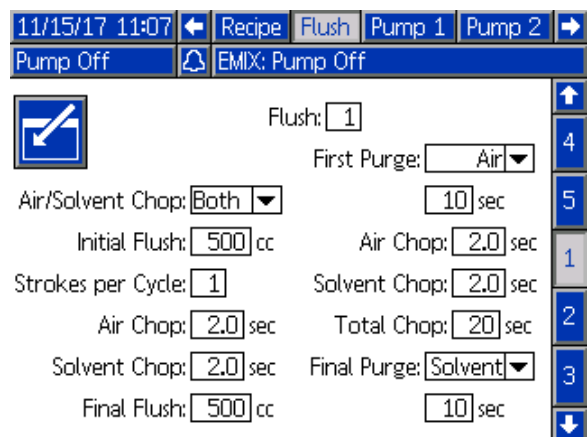 11/15/17 11:07 Recipe Flush Pump 1 Pump 2
Pump Off EMIX: Pump Off
Flush: 1
First Purge: Air
Air/Solvent Chop: Both 10 sec
Initial Flush: 500 cc Air Chop: 2.0 sec
Strokes per Cycle: 1 Solvent Chop: 2.0 sec
Air Chop: 2.0 sec Total Chop: 20 sec
Solvent Chop: 2.0 sec Final Purge: Solvent
Final Flush: 500 cc 10 sec
4
5
1
2
3